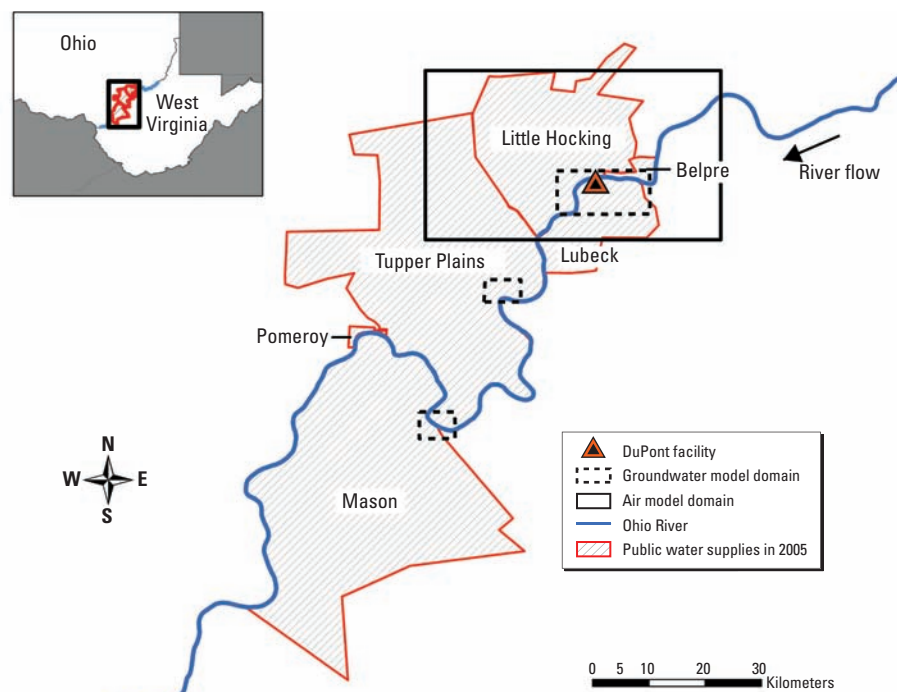 Ohio
West
Virginia
Little Hocking
Belpre
River flow
Lubeck
Tupper Plains
Pomeroy
Mason
N
W E
S
DuPont facility
Groundwater model domain
Air model domain
Ohio River
Public water supplies in 2005
0 5 10 20 30
Kilometers